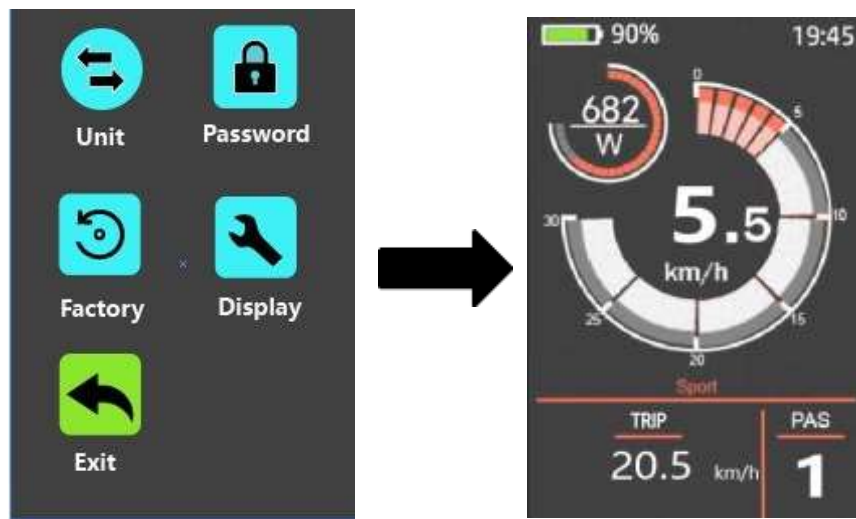 Unit
Password
Factory
Display
Exit
90%
19:45
682
W
0
5
10
15
20
25
30
5.5
km/h
Sport
TRIP
PAS
20.5 km/h
1